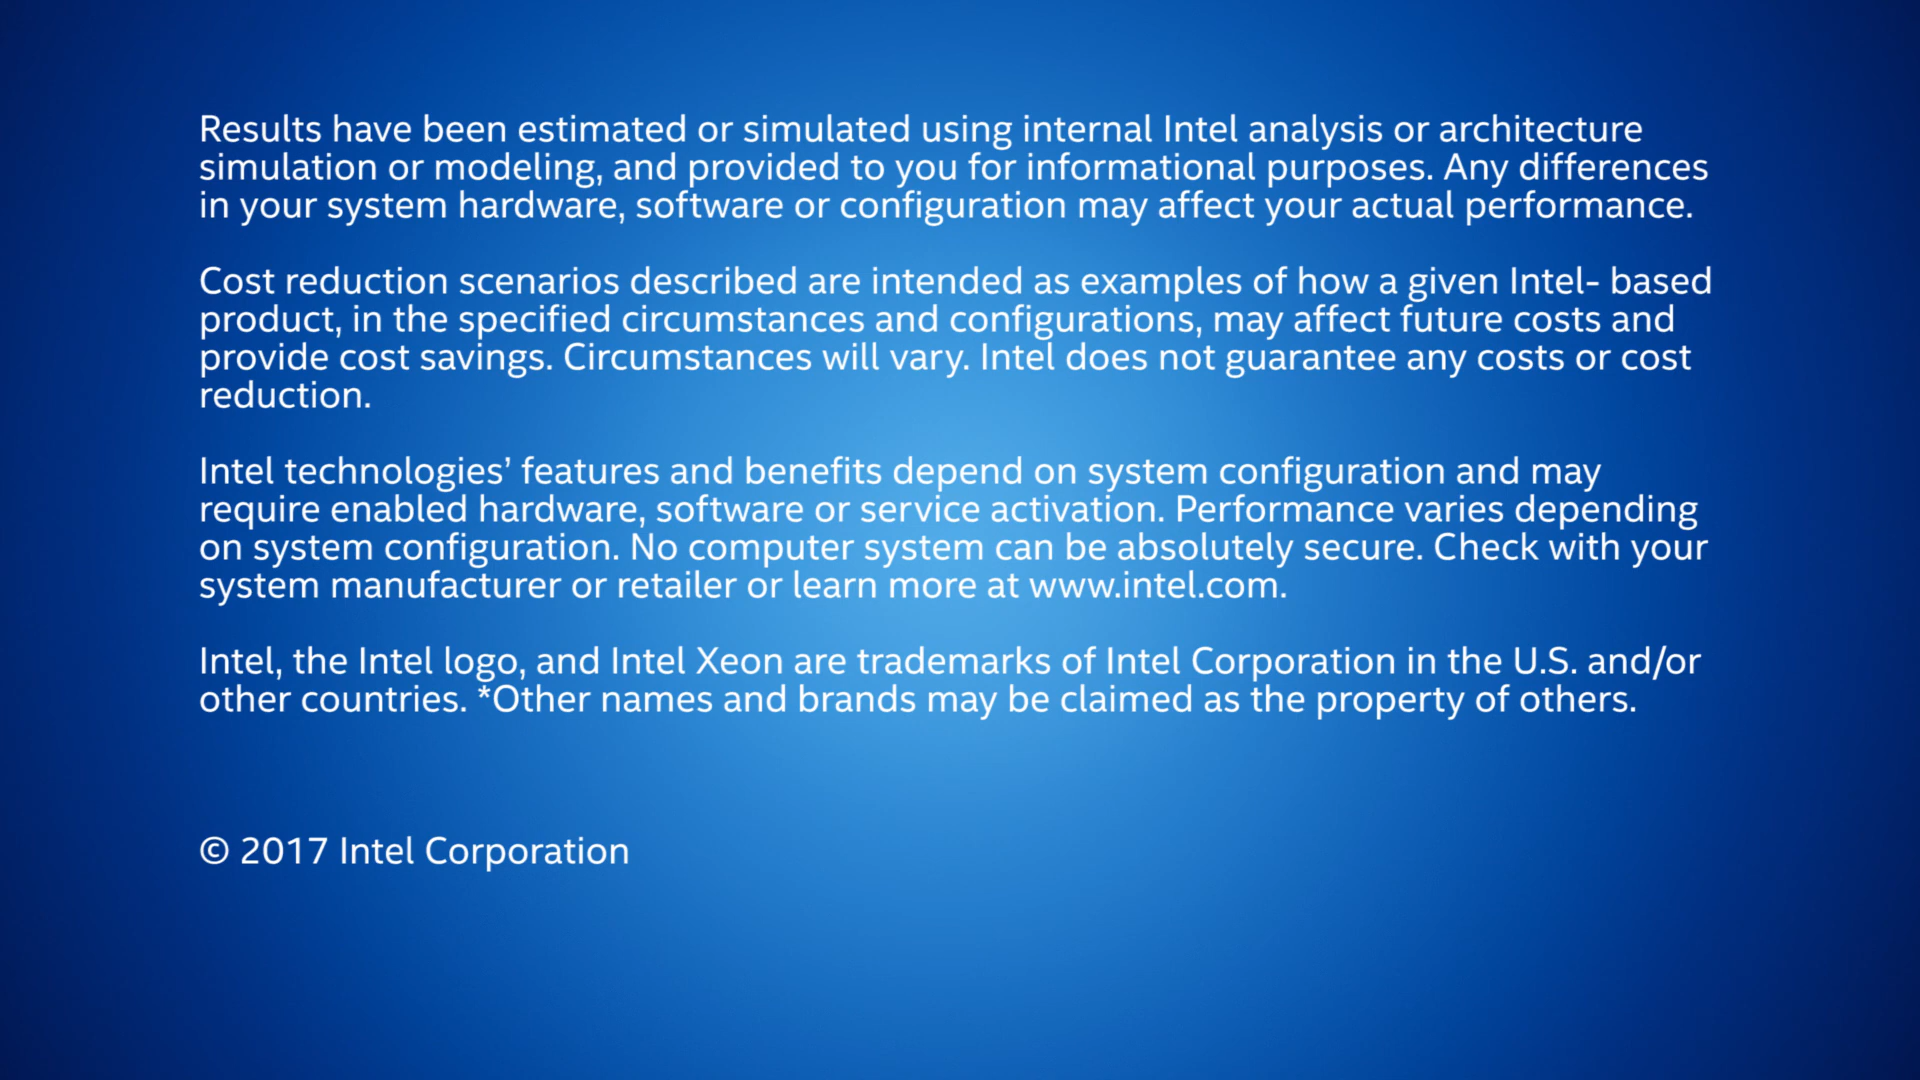 Results have been estimated or simulated using internal Intel analysis or architecture
simulation or modeling, and provided to you for informational purposes. Any differences
in your system hardware, software or configuration may affect your actual performance.
Cost reduction scenarios described are intended as examples of how a given Intel- based
product, in the specified circumstances and configurations, may affect future costs and
provide cost savings. Circumstances will vary. Intel does not guarantee any costs or cost
reduction.
Intel technologies’ features and benefits depend on system configuration and may
require enabled hardware, software or service activation. Performance varies depending
on system configuration. No computer system can be absolutely secure. Check with your
system manufacturer or retailer or learn more at www.intel.com.
Intel, the Intel logo, and Intel Xeon are trademarks of Intel Corporation in the U.S. and/or
other countries. *Other names and brands may be claimed as the property of others.
© 2017 Intel Corporation